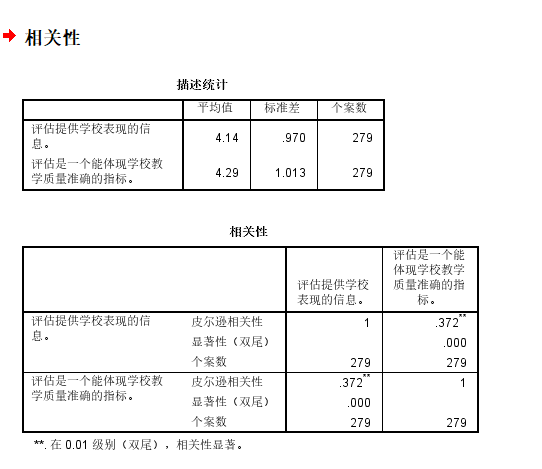 相关性
描述统计
平均值 标准差 个案数
评估提供学校表现的信
息。
4.14 .970 279
评估是一个能体现学校教
学质量准确的指标。
4.29 1.013 279
相关性
评估提供学校
表现的信息。
评估是一个能
体现学校教学
质量准确的指
标。
评估提供学校表现的信
息。
皮尔逊相关性 1 .372**
显著性（双尾） .000
个案数 279 279
评估是一个能体现学校教
学质量准确的指标。
皮尔逊相关性 .372** 1
显著性（双尾） .000
个案数 279 279
**. 在 0.01 级别（双尾），相关性显著。